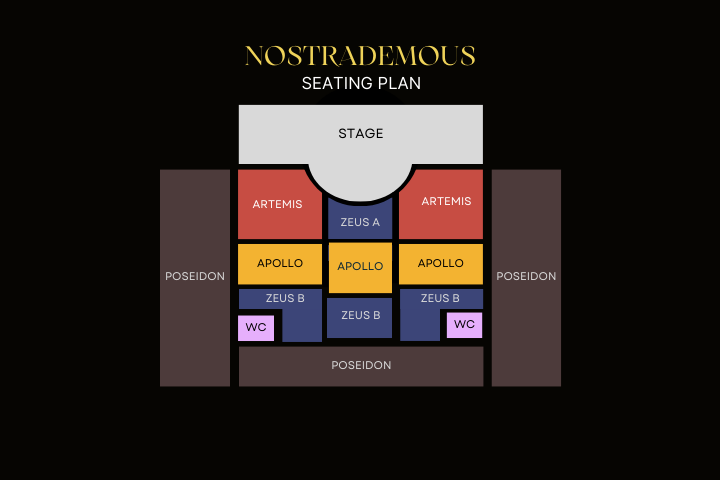 NOSTRADEMOUS
SEATING PLAN
STAGE
ARTEMIS
ZEUS A
ARTEMIS
POSEIDON
APOLLO
APOLLO
APOLLO
POSEIDON
ZEUS B
ZEUS B
ZEUS B
WC
WC
POSEIDON